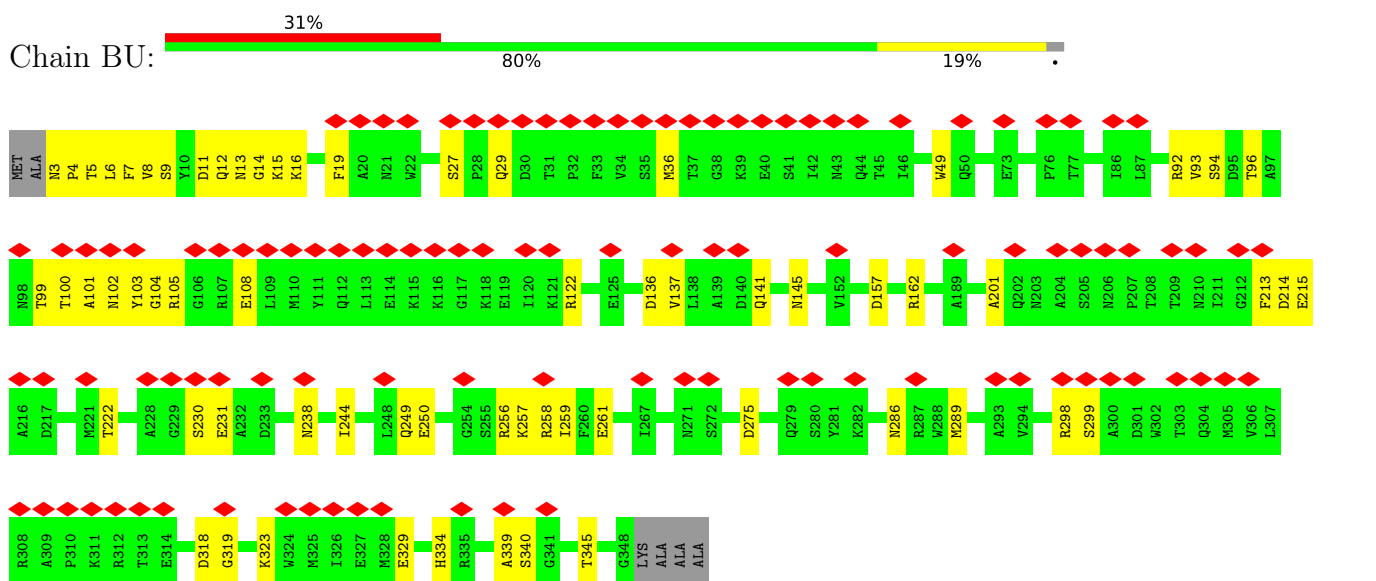 31%
Chain BU:
80% 19% •
MET ALA N3 P4 T5 L6 F7 V8 S9 Y10 D11 Q12 N13 G14 K15 K16 F19 A20 N21 W22 S27 P28 Q29 D30 T31 P32 F33 V34 S35 M36 T37 G38 K39 E40 S41 I42 N43 Q44 T45 I46 W49 Q50 E73 P76 T77 I86 L87 R92 V93 S94 D95 T96 A97
N98 T99 T100 A101 N102 Y103 G104 R105 G106 R107 E108 L109 M110 Y111 Q112 L113 E114 K115 K116 G117 K118 E119 I120 K121 R122 E125 D136 V137 L138 A139 D140 Q141 N145 V152 D157 R162 A189 A201 Q202 N203 A204 S205 N206 P207 T208 T209 N210 I211 G212 F213 D214 E215
A216 D217 M221 T222 A228 G229 S230 E231 A232 D233 N238 I244 L248 Q249 E250 G254 S255 R256 K257 R258 I259 F260 E261 I267 N271 S272 D275 Q279 S280 Y281 K282 N286 R287 W288 M289 A293 V294 R298 S299 A300 D301 W302 T303 Q304 M305 V306 L307
R308 A309 P310 K311 R312 T313 E314 D318 G319 K323 W324 M325 I326 E327 M328 E329 H334 R335 A339 S340 G341 T345 G348 LYS ALA ALA ALA